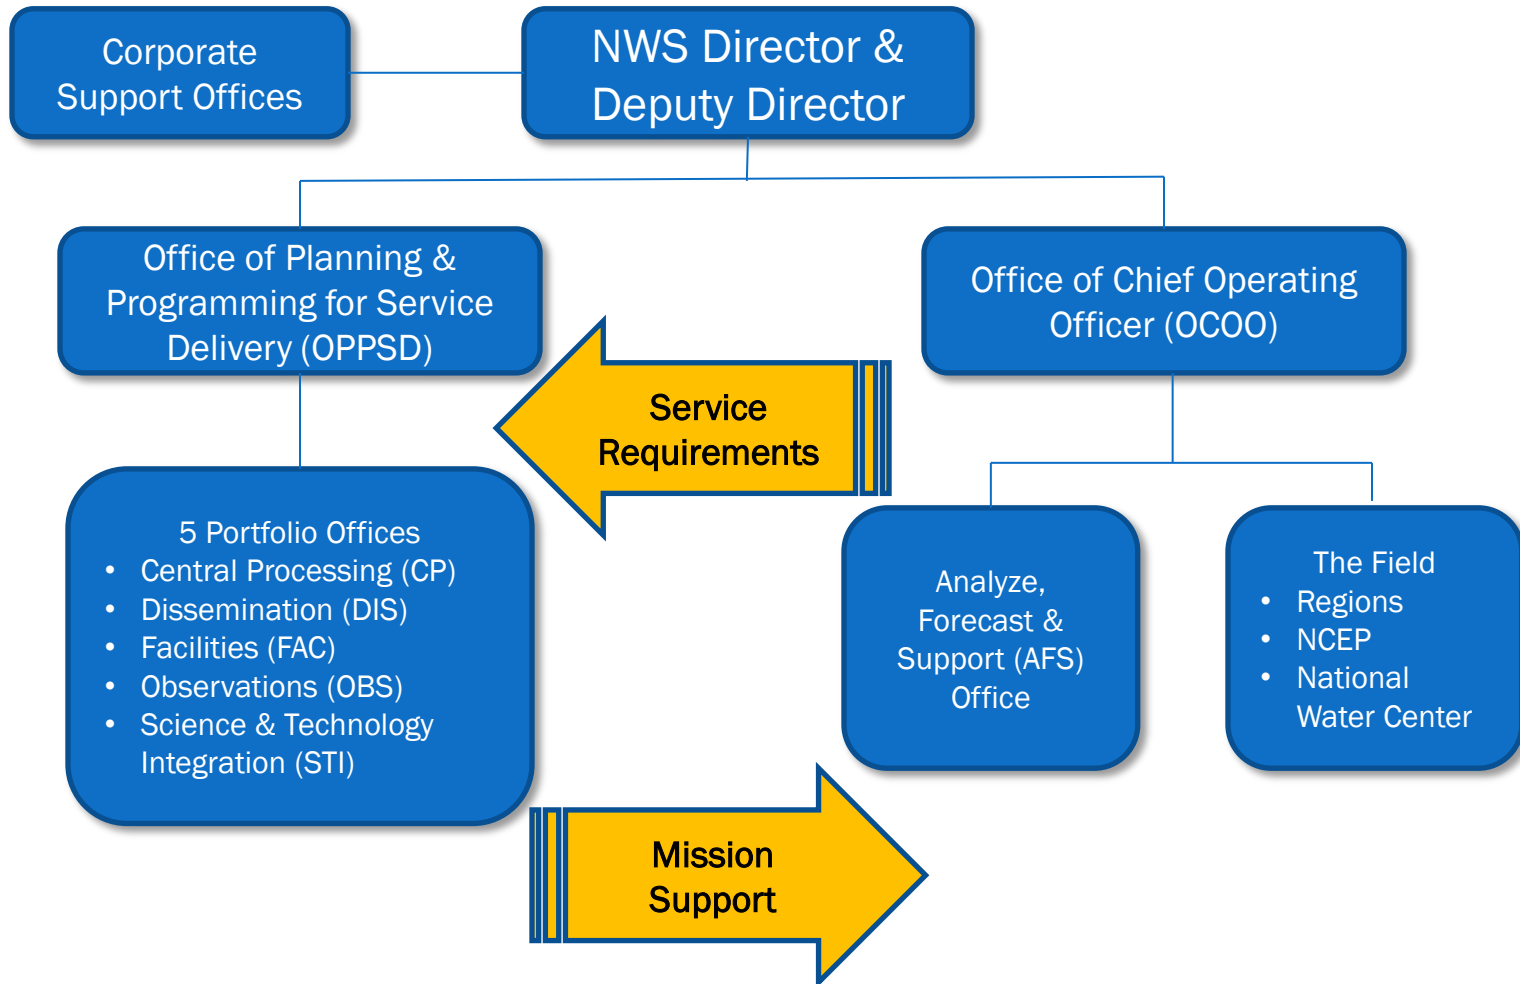 Corporate
Support Offices
NWS Director &
Deputy Director
Office of Planning &
Programming for Service
Delivery (OPPSD)
Office of Chief Operating
Officer (OCOO)
Service
Requirements
5 Portfolio Offices
• Central Processing (CP)
• Dissemination (DIS)
• Facilities (FAC)
• Observations (OBS)
• Science & Technology
Integration (STI)
Analyze,
Forecast &
Support (AFS)
Office
The Field
• Regions
• NCEP
• National
Water Center
Mission
Support